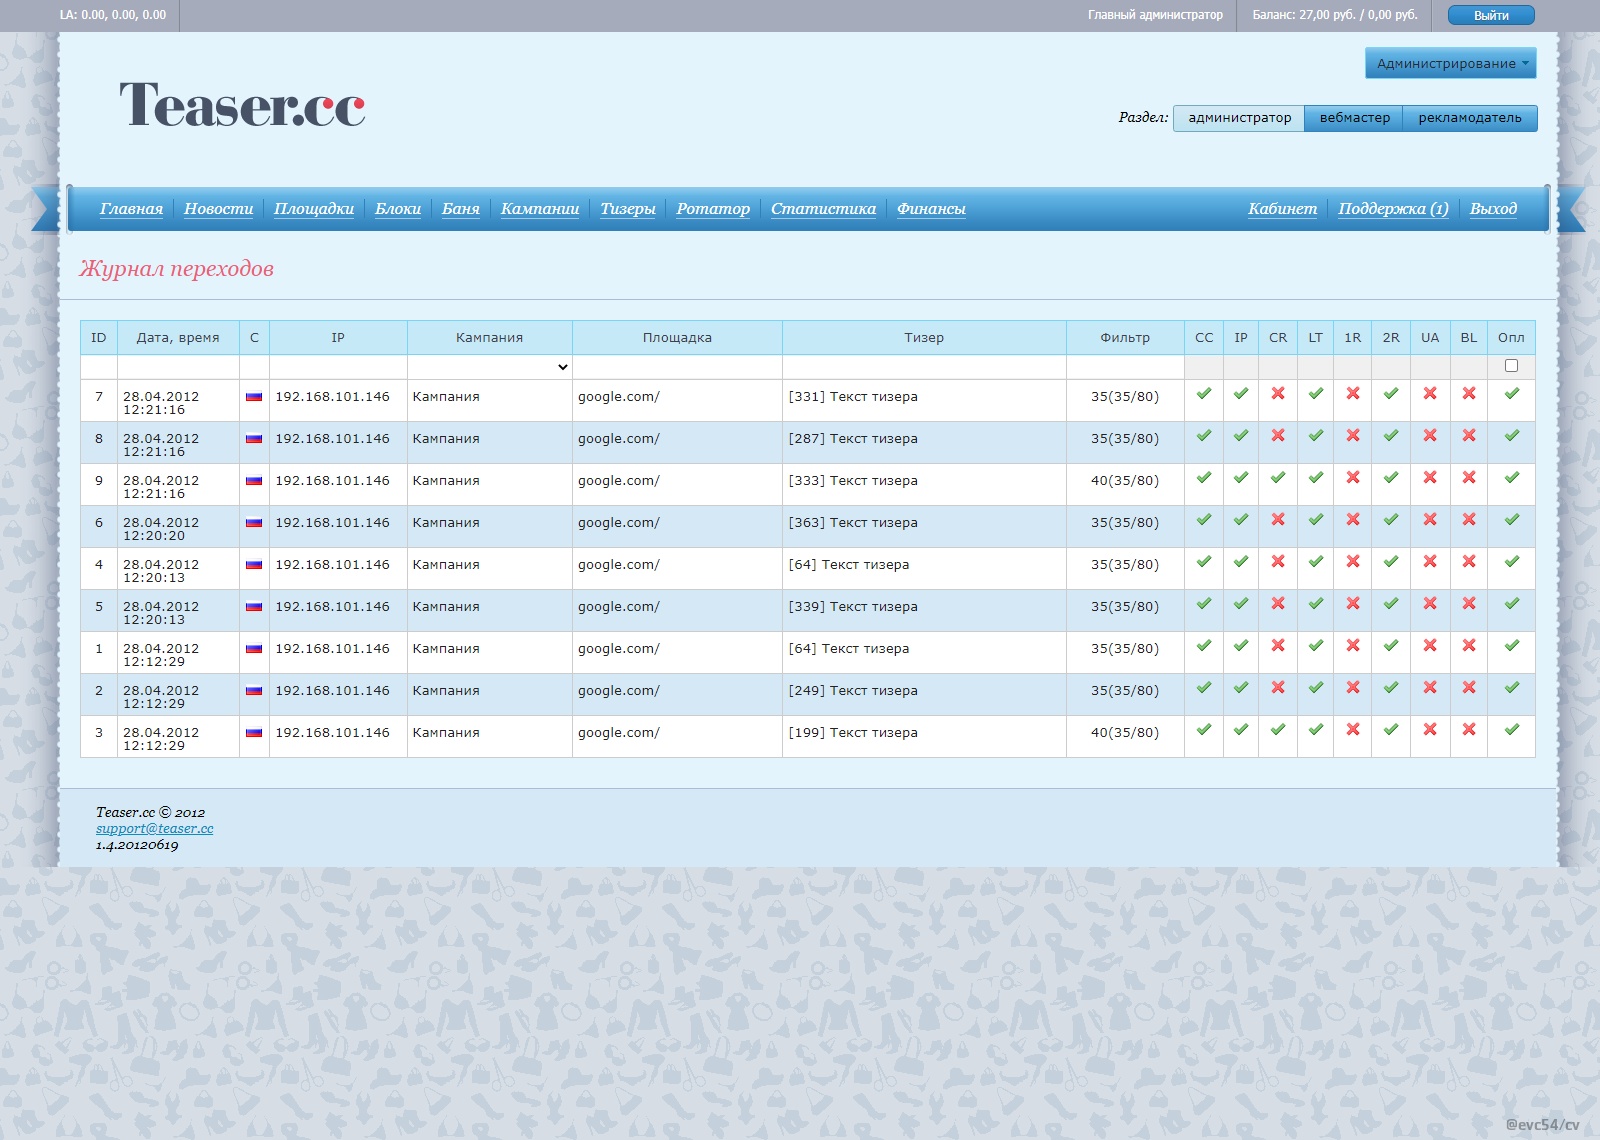 LA: 0.00, 0.00, 0.00 Главный администратор Баланс: 27,00 руб. / 0,00 руб. Выйти
Администрирование
Teaser.cc
Раздел: администратор вебмастер рекламодатель
Главная Новости Площадки Блоки Баня Кампании Тизеры Ротатор Статистика Финансы Кабинет Поддержка (1) Выход
Журнал переходов
ID Дата, время С IP Кампания Площадка Тизер Фильтр CC IP CR LT 1R 2R UA BL Опл
7 28.04.2012 12:21:16 192.168.101.146 Кампания google.com/ [331] Текст тизера 35(35/80)
8 28.04.2012 12:21:16 192.168.101.146 Кампания google.com/ [287] Текст тизера 35(35/80)
9 28.04.2012 12:21:16 192.168.101.146 Кампания google.com/ [333] Текст тизера 40(35/80)
6 28.04.2012 12:20:20 192.168.101.146 Кампания google.com/ [363] Текст тизера 35(35/80)
4 28.04.2012 12:20:13 192.168.101.146 Кампания google.com/ [64] Текст тизера 35(35/80)
5 28.04.2012 12:20:13 192.168.101.146 Кампания google.com/ [339] Текст тизера 35(35/80)
1 28.04.2012 12:12:29 192.168.101.146 Кампания google.com/ [64] Текст тизера 35(35/80)
2 28.04.2012 12:12:29 192.168.101.146 Кампания google.com/ [249] Текст тизера 35(35/80)
3 28.04.2012 12:12:29 192.168.101.146 Кампания google.com/ [199] Текст тизера 40(35/80)
Teaser.cc © 2012
support@teaser.cc
1.4.20120619
@evc54/cv